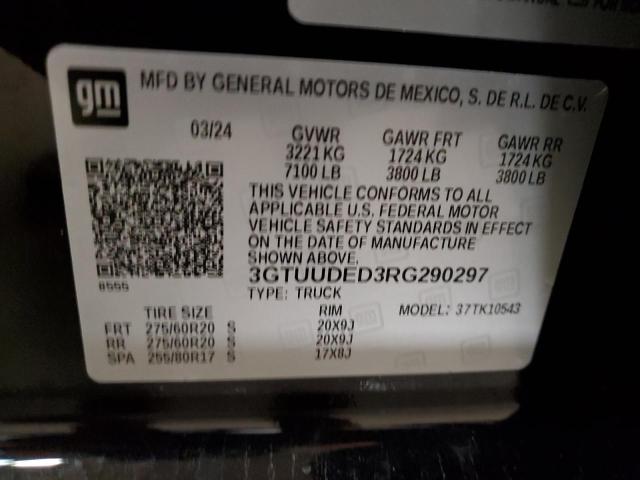 gm
MFD BY GENERAL MOTORS DE MEXICO, S. DE R.L. DE C.V.
03/24 GVWR GAWR FRT GAWR RR
3221 KG 1724 KG 1724 KG
7100 LB 3800 LB 3800 LB
THIS VEHICLE CONFORMS TO ALL
APPLICABLE U.S. FEDERAL MOTOR
VEHICLE SAFETY STANDARDS IN EFFECT
ON THE DATE OF MANUFACTURE
SHOWN ABOVE.
3GTUUDED3RG290297
8555
TYPE: TRUCK MODEL: 37TK10543
TIRE SIZE RIM
FRT 275/60R20 S 20X9J
RR 275/60R20 S 20X9J
SPA 255/80R17 S 17X8J